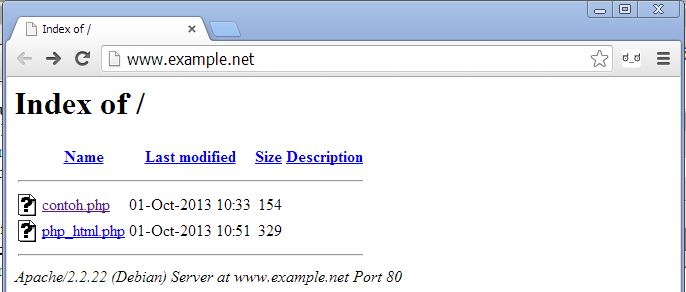 Index of /
www.example.net
ಠ_ಠ
Index of /
Name Last modified Size Description
contoh.php 01-Oct-2013 10:33 154
php_html.php 01-Oct-2013 10:51 329
Apache/2.2.22 (Debian) Server at www.example.net Port 80